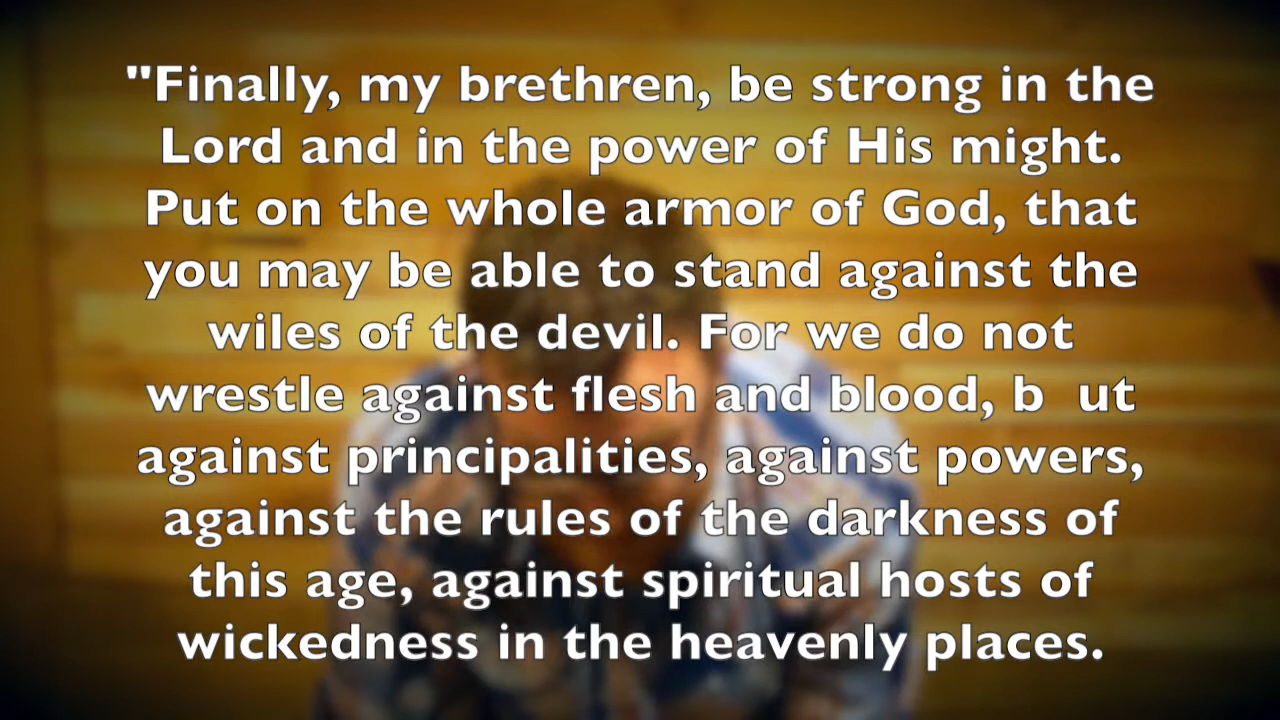 "Finally, my brethren, be strong in the
Lord and in the power of His might.
Put on the whole armor of God, that
you may be able to stand against the
wiles of the devil. For we do not
wrestle against flesh and blood, b  ut
against principalities, against powers,
against the rules of the darkness of
this age, against spiritual hosts of
wickedness in the heavenly places.